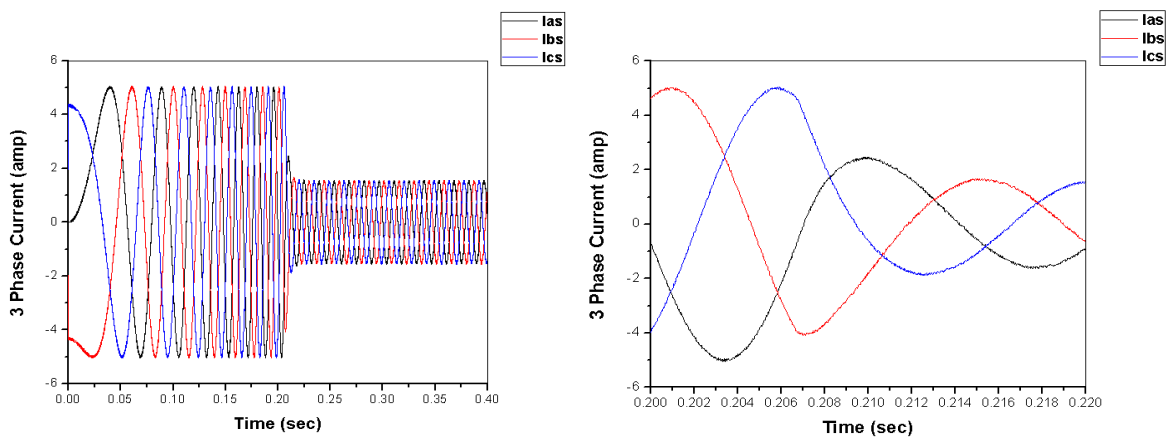 Ias
Ibs
Ics
6
4
2
0
-2
-4
-6
3 Phase Current (amp)
0.00 0.05 0.10 0.15 0.20 0.25 0.30 0.35 0.40
Time (sec)
Ias
Ibs
Ics
6
4
2
0
-2
-4
-6
3 Phase Current (amp)
0.200 0.202 0.204 0.206 0.208 0.210 0.212 0.214 0.216 0.218 0.220
Time (sec)